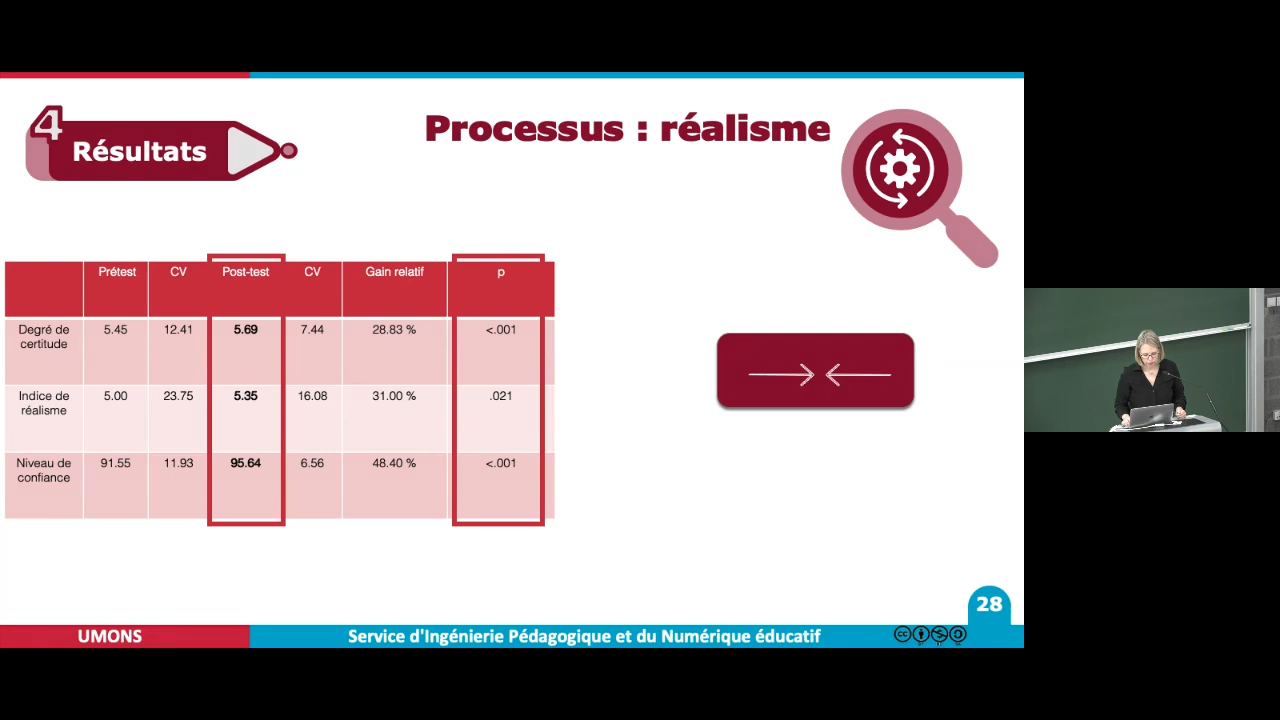 4
Résultats
Processus : réalisme
Prétest CV Post-test CV Gain relatif p
Degré de certitude 5.45 12.41 5.69 7.44 28.83 % <.001
Indice de réalisme 5.00 23.75 5.35 16.08 31.00 % .021
Niveau de confiance 91.55 11.93 95.64 6.56 48.40 % <.001
28
UMONS
Service d'Ingénierie Pédagogique et du Numérique éducatif
cc